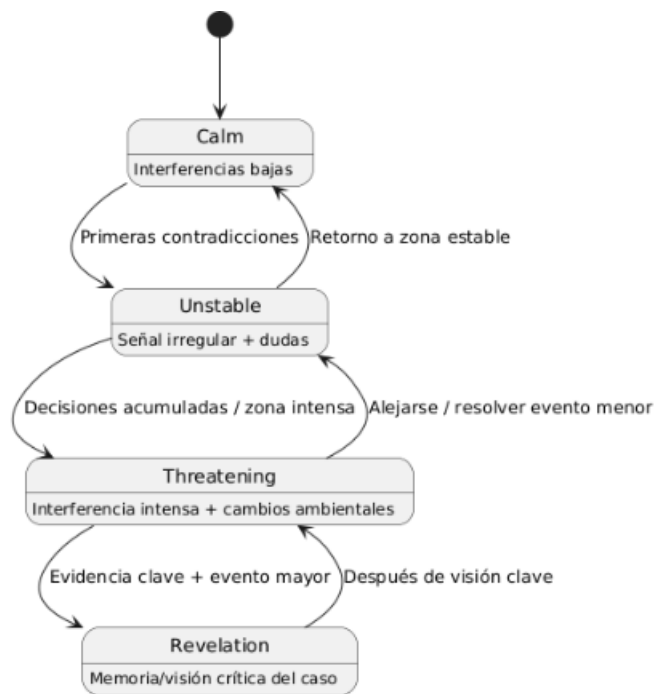 Calm
Interferencias bajas
Primeras contradicciones
Retorno a zona estable
Unstable
Señal irregular + dudas
Decisiones acumuladas / zona intensa
Alejarse / resolver evento menor
Threatening
Interferencia intensa + cambios ambientales
Evidencia clave + evento mayor
Después de visión clave
Revelation
Memoria/visión crítica del caso